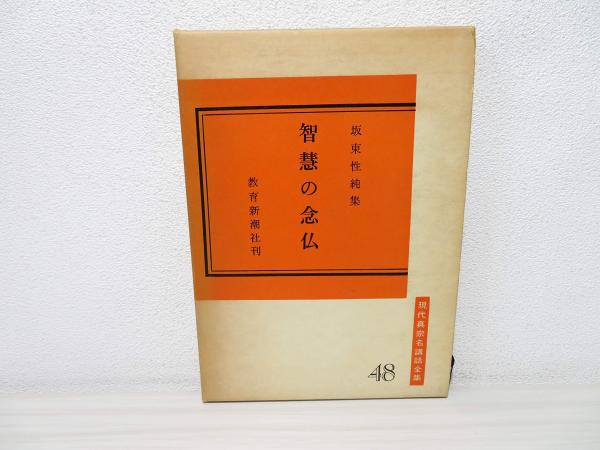 坂東性純集
智慧の念仏
教育新潮社刊
現代真宗名講話全集
48